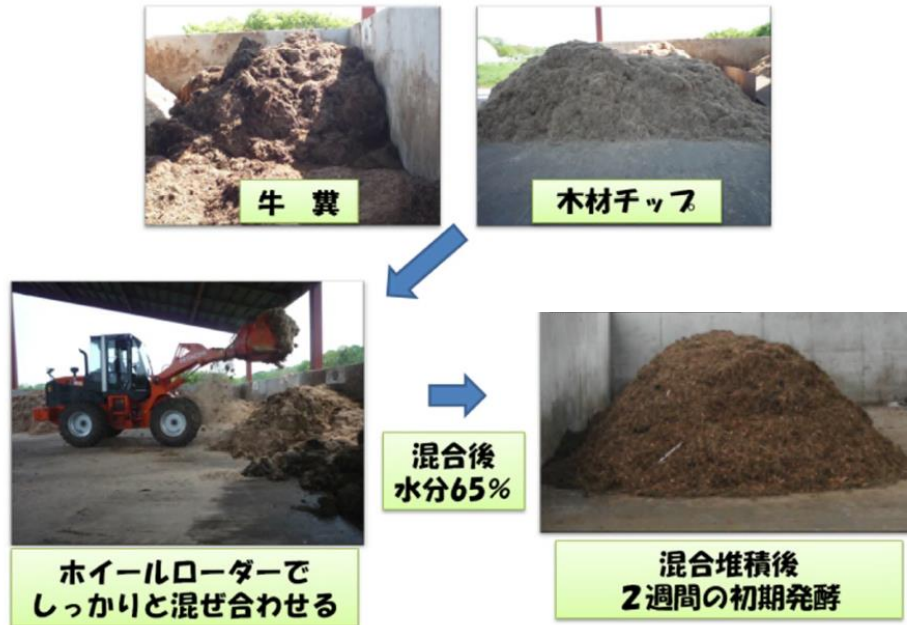 牛 糞
木材チップ
ホイールローダーで
しっかりと混ぜ合わせる
混合後
水分65%
混合堆積後
2週間の初期発酵